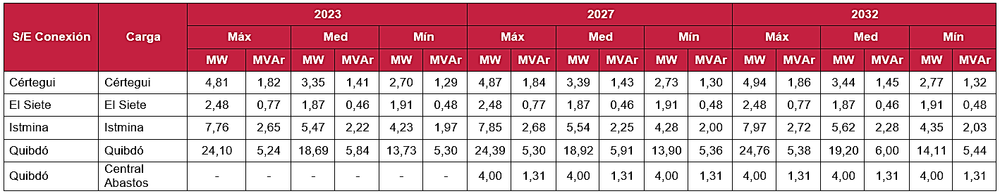 S/E Conexión Carga 2023 2027 2032
Máx Med Mín Máx Med Mín Máx Med Mín
MW MVAr MW MVAr MW MVAr MW MVAr MW MVAr MW MVAr MW MVAr MW MVAr MW MVAr
Cértegui Cértegui 4,81 1,82 3,35 1,41 2,70 1,29 4,87 1,84 3,39 1,43 2,73 1,30 4,94 1,86 3,44 1,45 2,77 1,32
El Siete El Siete 2,48 0,77 1,87 0,46 1,91 0,48 2,48 0,77 1,87 0,46 1,91 0,48 2,48 0,77 1,87 0,46 1,91 0,48
Istmina Istmina 7,76 2,65 5,47 2,22 4,23 1,97 7,85 2,68 5,54 2,25 4,28 2,00 7,97 2,72 5,62 2,28 4,35 2,03
Quibdó Quibdó 24,10 5,24 18,69 5,84 13,73 5,30 24,39 5,30 18,92 5,91 13,90 5,36 24,76 5,38 19,20 6,00 14,11 5,44
Quibdó Central Abastos - - - - - - 4,00 1,31 4,00 1,31 4,00 1,31 4,00 1,31 4,00 1,31 4,00 1,31